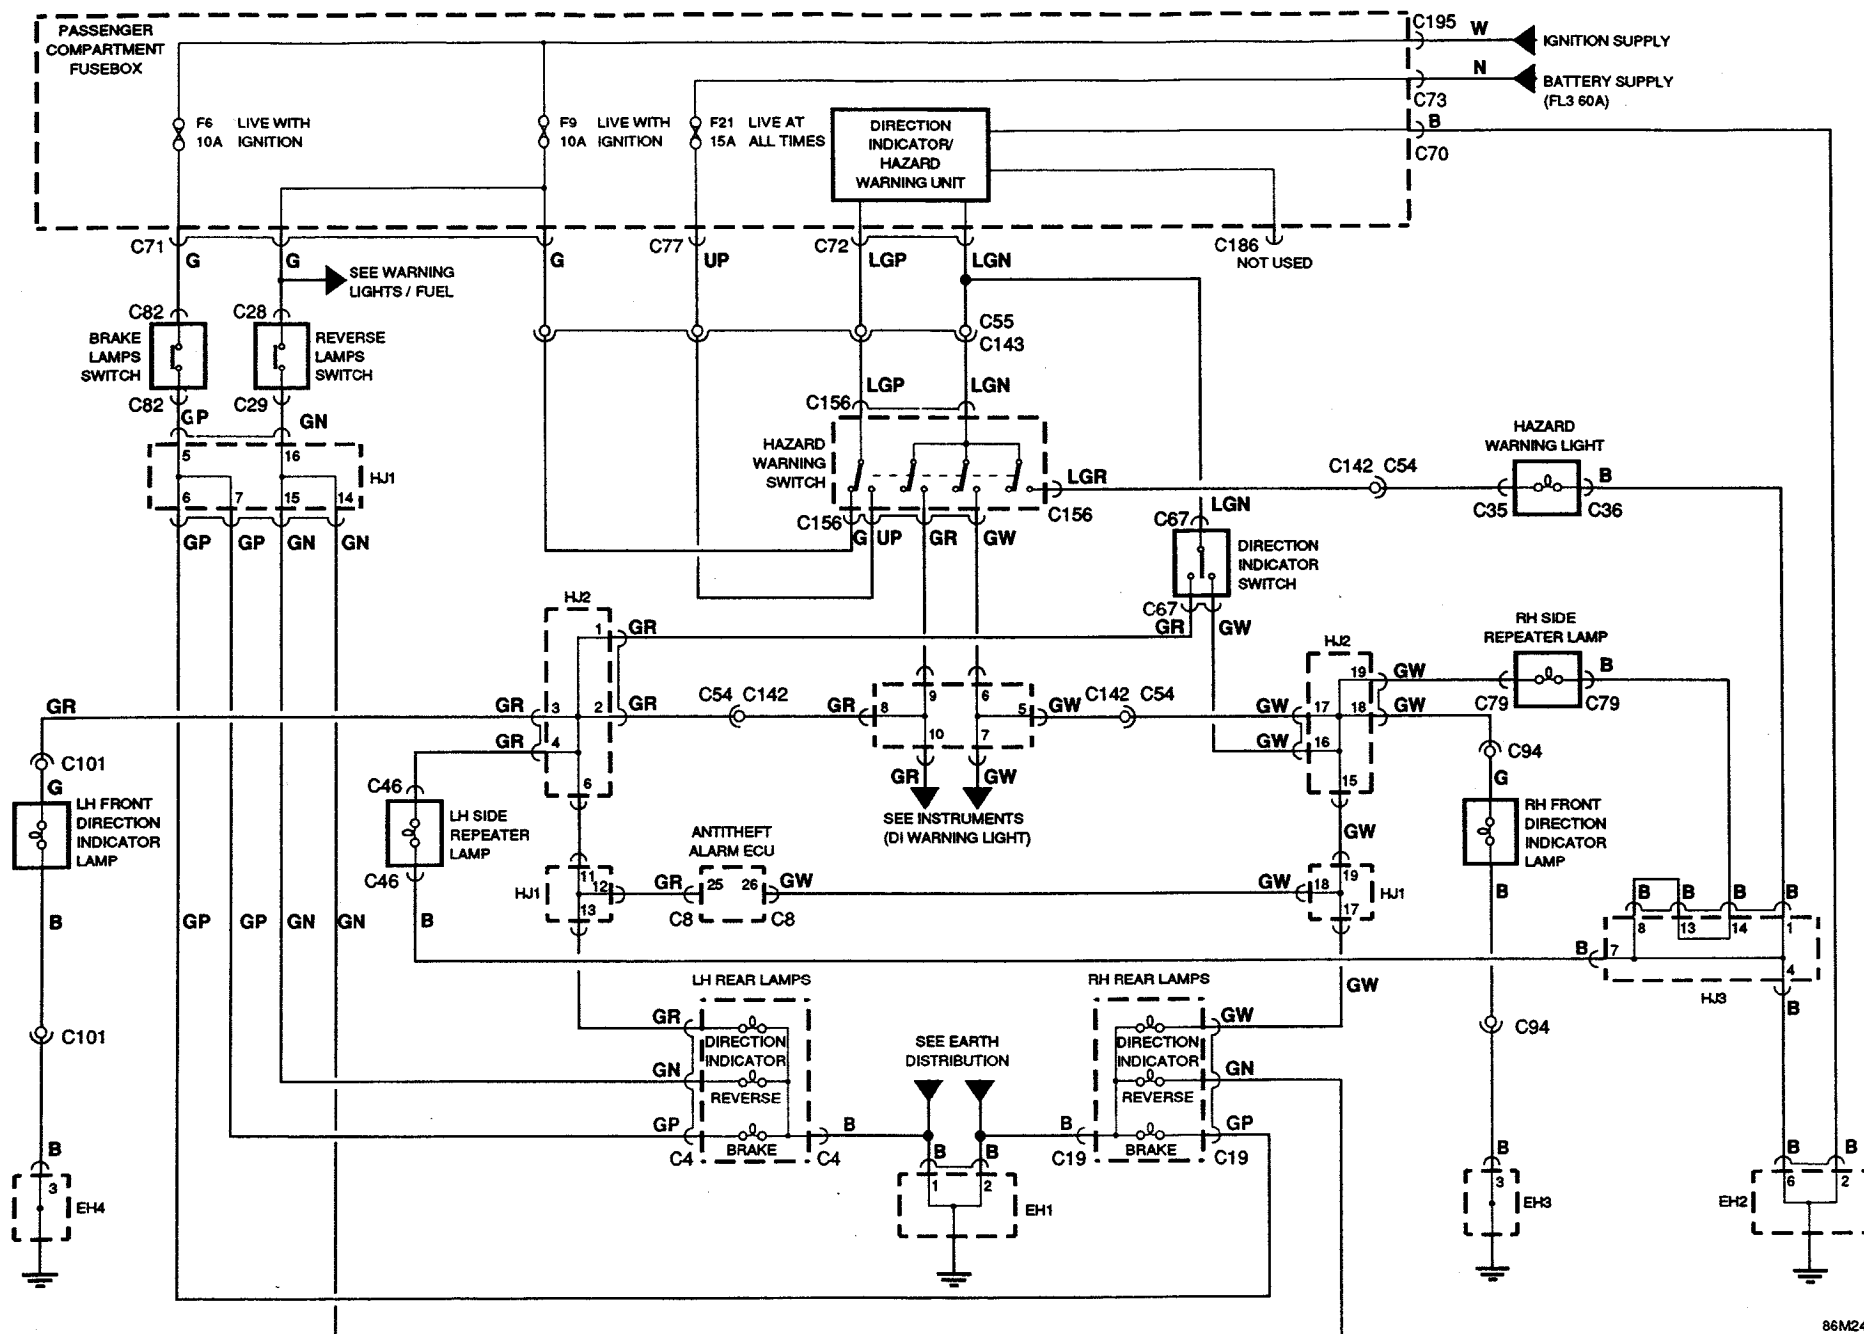 PASSENGER
COMPARTMENT
FUSEBOX
C195
W
IGNITION SUPPLY
N
BATTERY SUPPLY
(FL3 60A)
C73
B
C70
F6 LIVE WITH
10A IGNITION
F9 LIVE WITH
10A IGNITION
F21 LIVE AT
15A ALL TIMES
DIRECTION
INDICATOR/
HAZARD
WARNING UNIT
C71
G
G
G
C77
UP
C72
LGP
LGN
C186
NOT USED
SEE WARNING
LIGHTS / FUEL
C82
C28
BRAKE
LAMPS
SWITCH
REVERSE
LAMPS
SWITCH
C55
C143
C82
C29
GP
GN
LGP
LGN
C156
5
16
HJ1
6
7
15
14
GP
GP
GN
GN
HAZARD
WARNING
SWITCH
LGR
C156
C156
G
UP
GR
GW
C142
C54
HAZARD
WARNING LIGHT
B
C35
C36
LGN
C67
DIRECTION
INDICATOR
SWITCH
C67
GR
GW
HJ2
1
GR
3
2
GR
4
6
GR
GR
GR
C54
C142
GR
8
9
6
5
10
7
GW
C142
C54
GW
GW
HJ2
19
17
18
16
15
GW
GW
RH SIDE
REPEATER LAMP
B
C79
C79
C94
G
RH FRONT
DIRECTION
INDICATOR
LAMP
C101
G
LH FRONT
DIRECTION
INDICATOR
LAMP
C46
LH SIDE
REPEATER
LAMP
C46
GR
GW
SEE INSTRUMENTS
(DI WARNING LIGHT)
ANTITHEFT
ALARM ECU
GW
HJ1
11
12
13
GR
25
26
GW
C8
C8
GW
18
19
17
HJ1
B
GP
GP
GN
GN
B
B
B
B
B
B
8
13
14
1
B
7
4
HJ3
B
LH REAR LAMPS
RH REAR LAMPS
GW
GR
DIRECTION
INDICATOR
GN
REVERSE
GP
BRAKE
C4
C4
B
SEE EARTH
DISTRIBUTION
B
B
B
C19
GW
DIRECTION
INDICATOR
GN
REVERSE
GP
BRAKE
C19
C101
C94
B
3
EH4
1
2
EH1
B
3
EH3
B
B
EH2
6
2
86M24